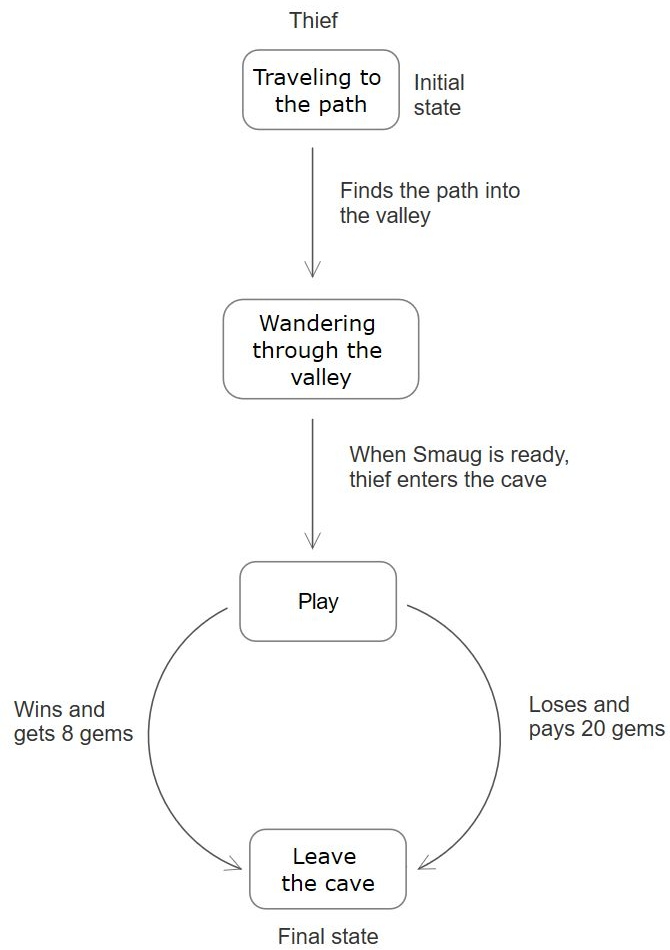 Thief
Traveling to
the path
Initial
state
Finds the path into
the valley
Wandering
through the
valley
When Smaug is ready,
thief enters the cave
Play
Wins and
gets 8 gems
Loses and
pays 20 gems
Leave
the cave
Final state